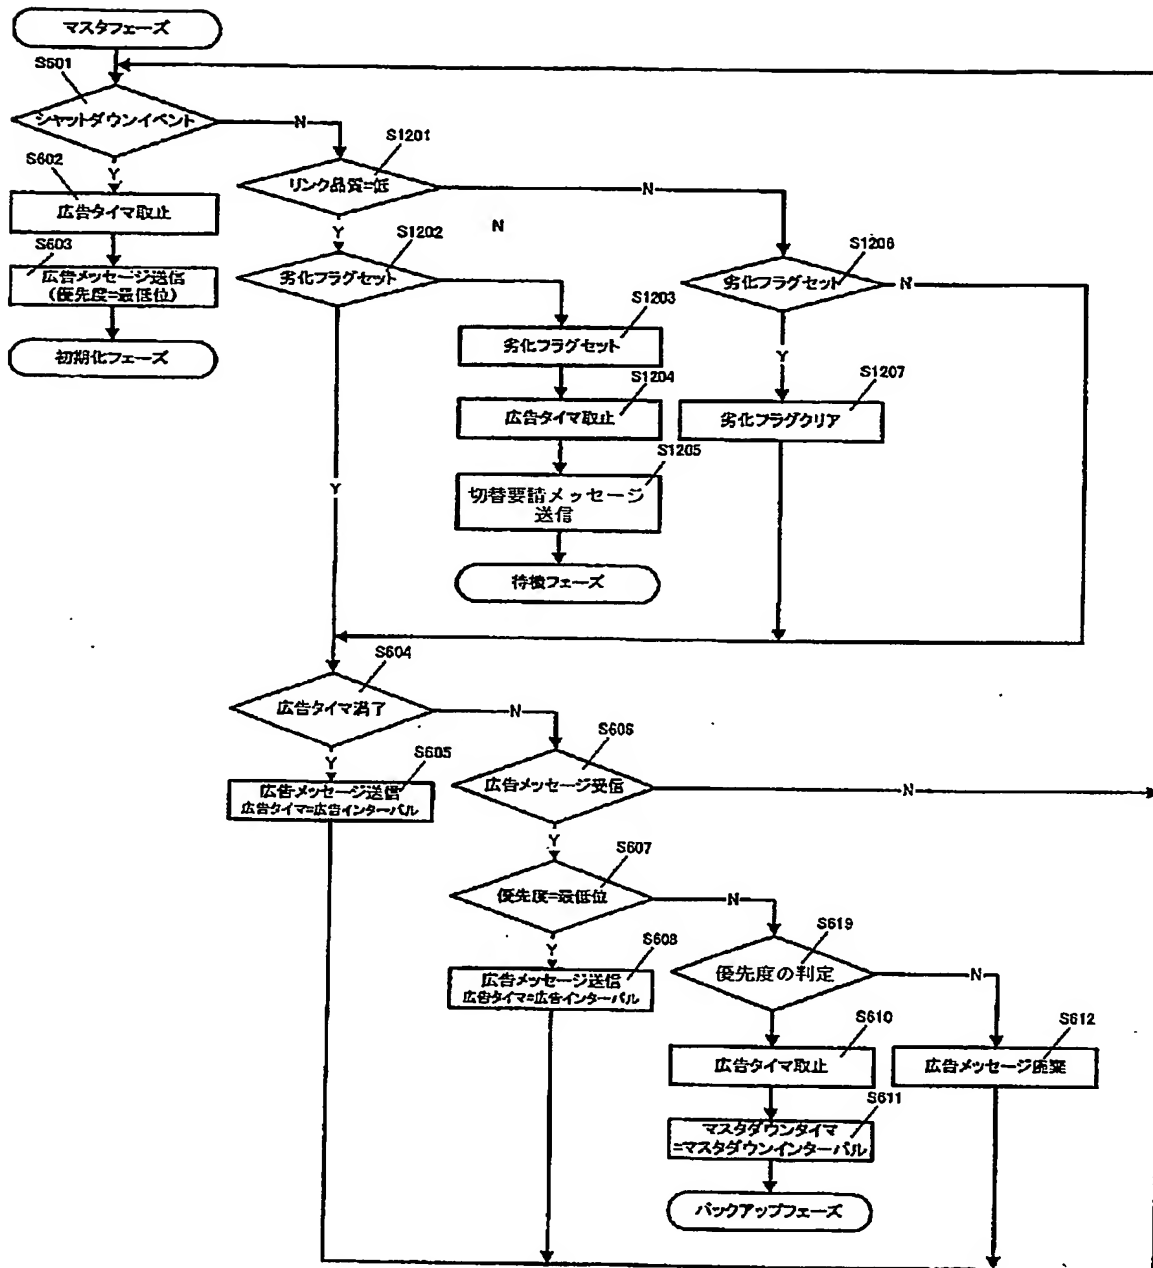 マスタフェーズ
S601
シャットダウンイベント
N
Y
S602
広告タイマ取止
S603
広告メッセージ送信
(優先度=最低位)
初期化フェーズ
S1201
リンク品質=低
N
Y
S1202
N
劣化フラグセット
Y
S1203
劣化フラグセット
S1204
広告タイマ取止
S1205
切替要請メッセージ
送信
待機フェーズ
S1206
劣化フラグセット
N
Y
S1207
劣化フラグクリア
S604
広告タイマ満了
N
Y
S605
広告メッセージ送信
広告タイマ=広告インターバル
S606
広告メッセージ受信
N
Y
S607
優先度=最低位
N
Y
S608
広告メッセージ送信
広告タイマ=広告インターバル
S619
優先度の判定
N
Y
S610
広告タイマ取止
S611
マスタダウンタイマ
=マスタダウンインターバル
バックアップフェーズ
S612
広告メッセージ廃棄